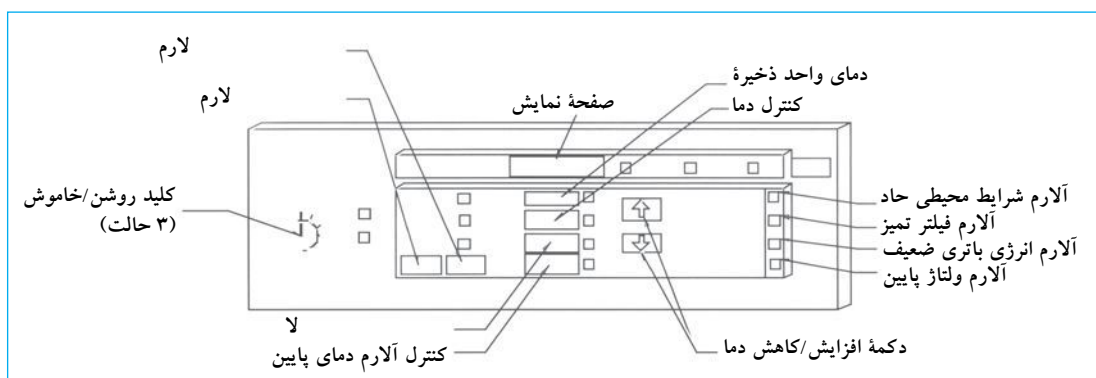 لارم
لارم
دمای واحد ذخیرهٔ
کنترل دما
صفحهٔ نمایش
کلید روشن/خاموش
(۳ حالت)
آلارم شرایط محیطی حاد
آلارم فیلتر تمیز
آلارم انرژی باتری ضعیف
آلارم ولتاژ پایین
لا
کنترل آلارم دمای پایین
دکمهٔ افزایش/کاهش دما